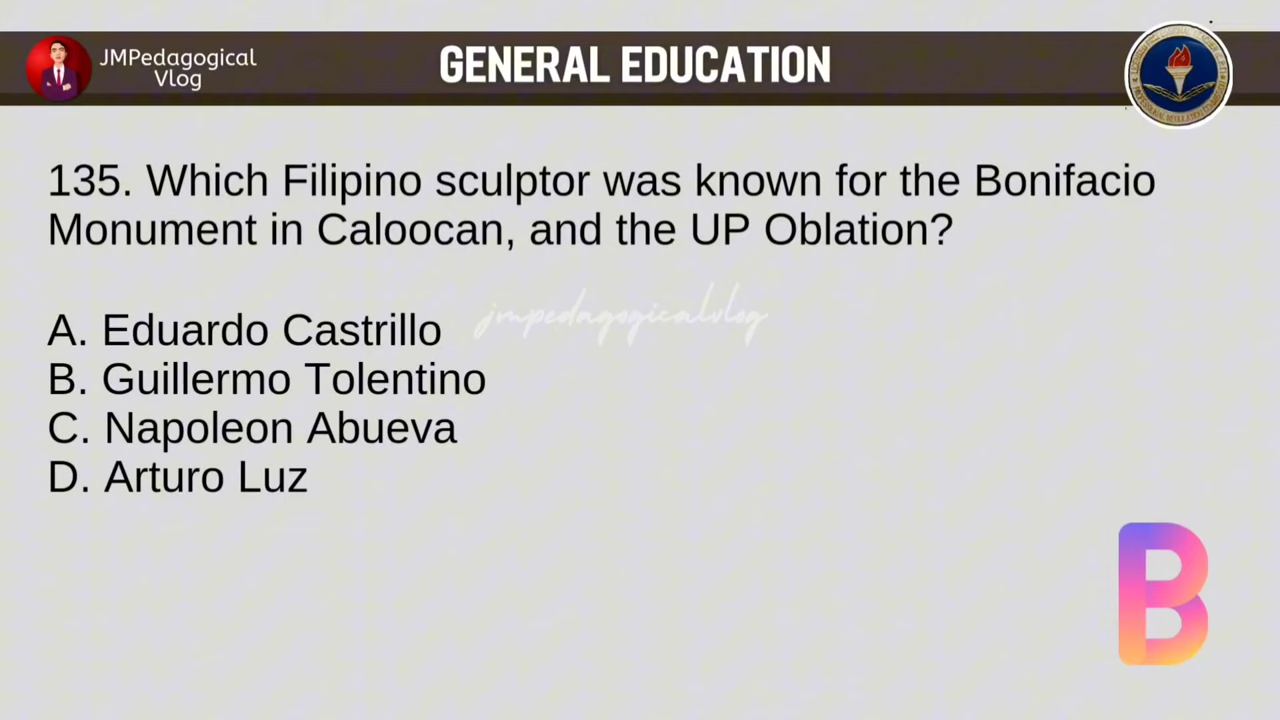 JMPedagogical
Vlog
GENERAL EDUCATION
135. Which Filipino sculptor was known for the Bonifacio
Monument in Caloocan, and the UP Oblation?
jmpedagogicalvlog
A. Eduardo Castrillo
B. Guillermo Tolentino
C. Napoleon Abueva
D. Arturo Luz
B